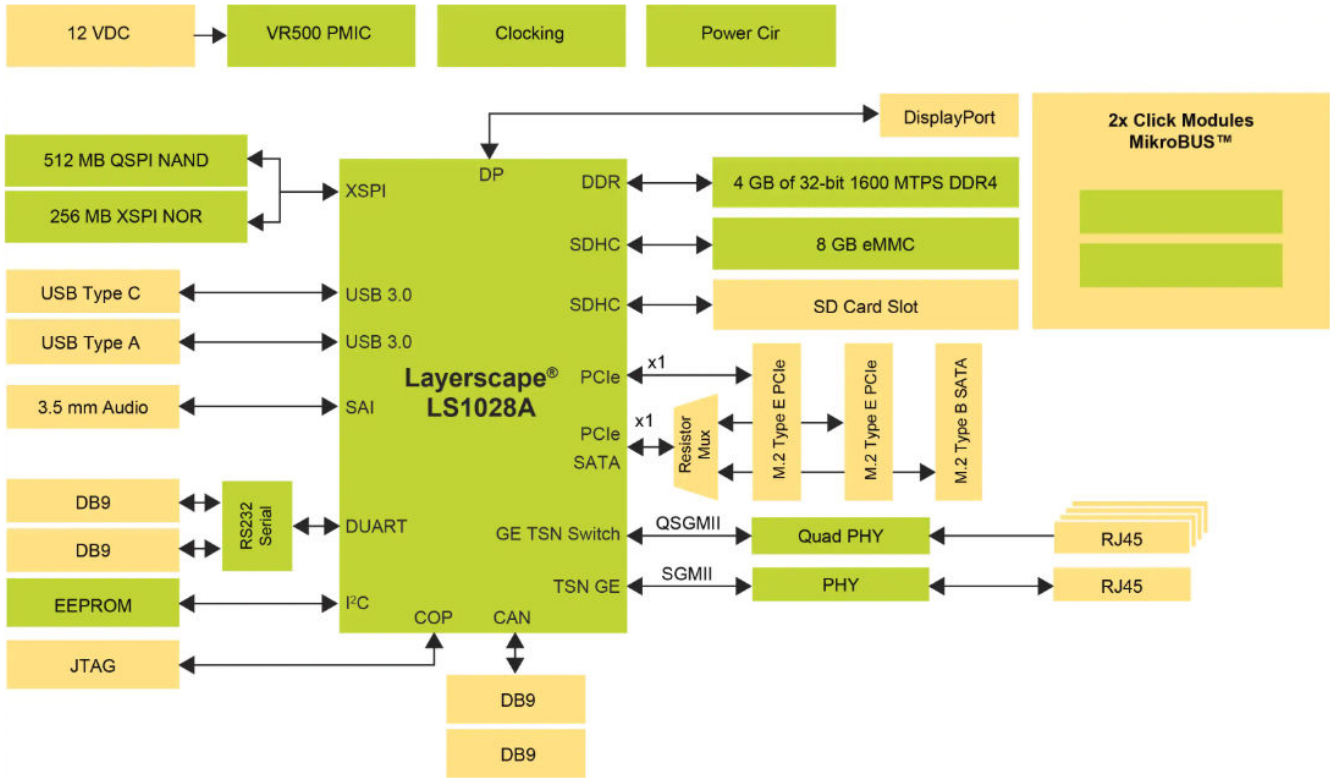 12 VDC
VR500 PMIC
Clocking
Power Cir
DisplayPort
2x Click Modules
MikroBUS™
512 MB QSPI NAND
256 MB XSPI NOR
XSPI
DP
DDR
4 GB of 32-bit 1600 MTPS DDR4
SDHC
8 GB eMMC
USB Type C
USB 3.0
SDHC
SD Card Slot
USB Type A
USB 3.0
Layerscape®
LS1028A
PCIe
x1
M.2 Type E PCIe
M.2 Type E PCIe
M.2 Type B SATA
3.5 mm Audio
SAI
PCIe
SATA
x1
Resistor
Mux
DB9
DB9
RS232
Serial
DUART
GE TSN Switch
QSGMII
Quad PHY
RJ45
TSN GE
SGMII
PHY
RJ45
EEPROM
I²C
COP
CAN
JTAG
DB9
DB9